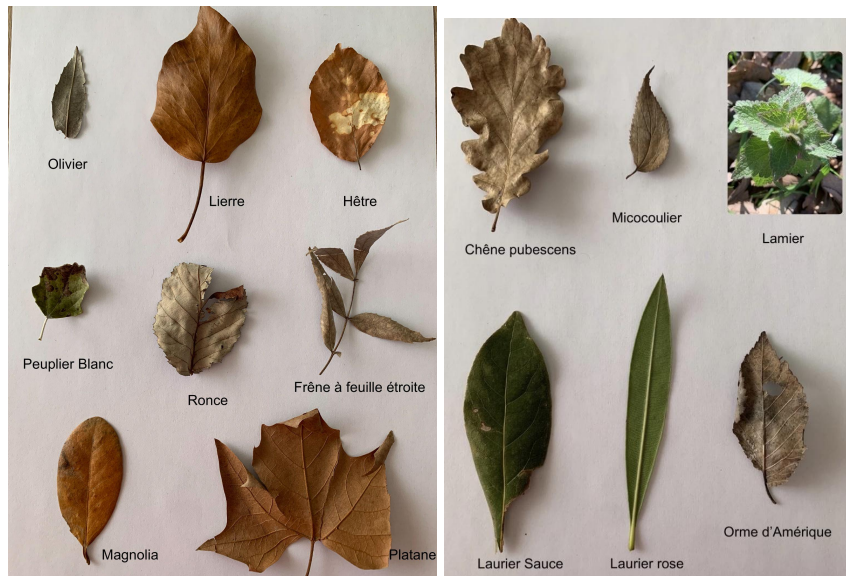 Olivier
Lierre
Hêtre
Peuplier Blanc
Ronce
Frêne à feuille étroite
Magnolia
Platane
Chêne pubescens
Micocoulier
Lamier
Laurier Sauce
Laurier rose
Orme d'Amérique